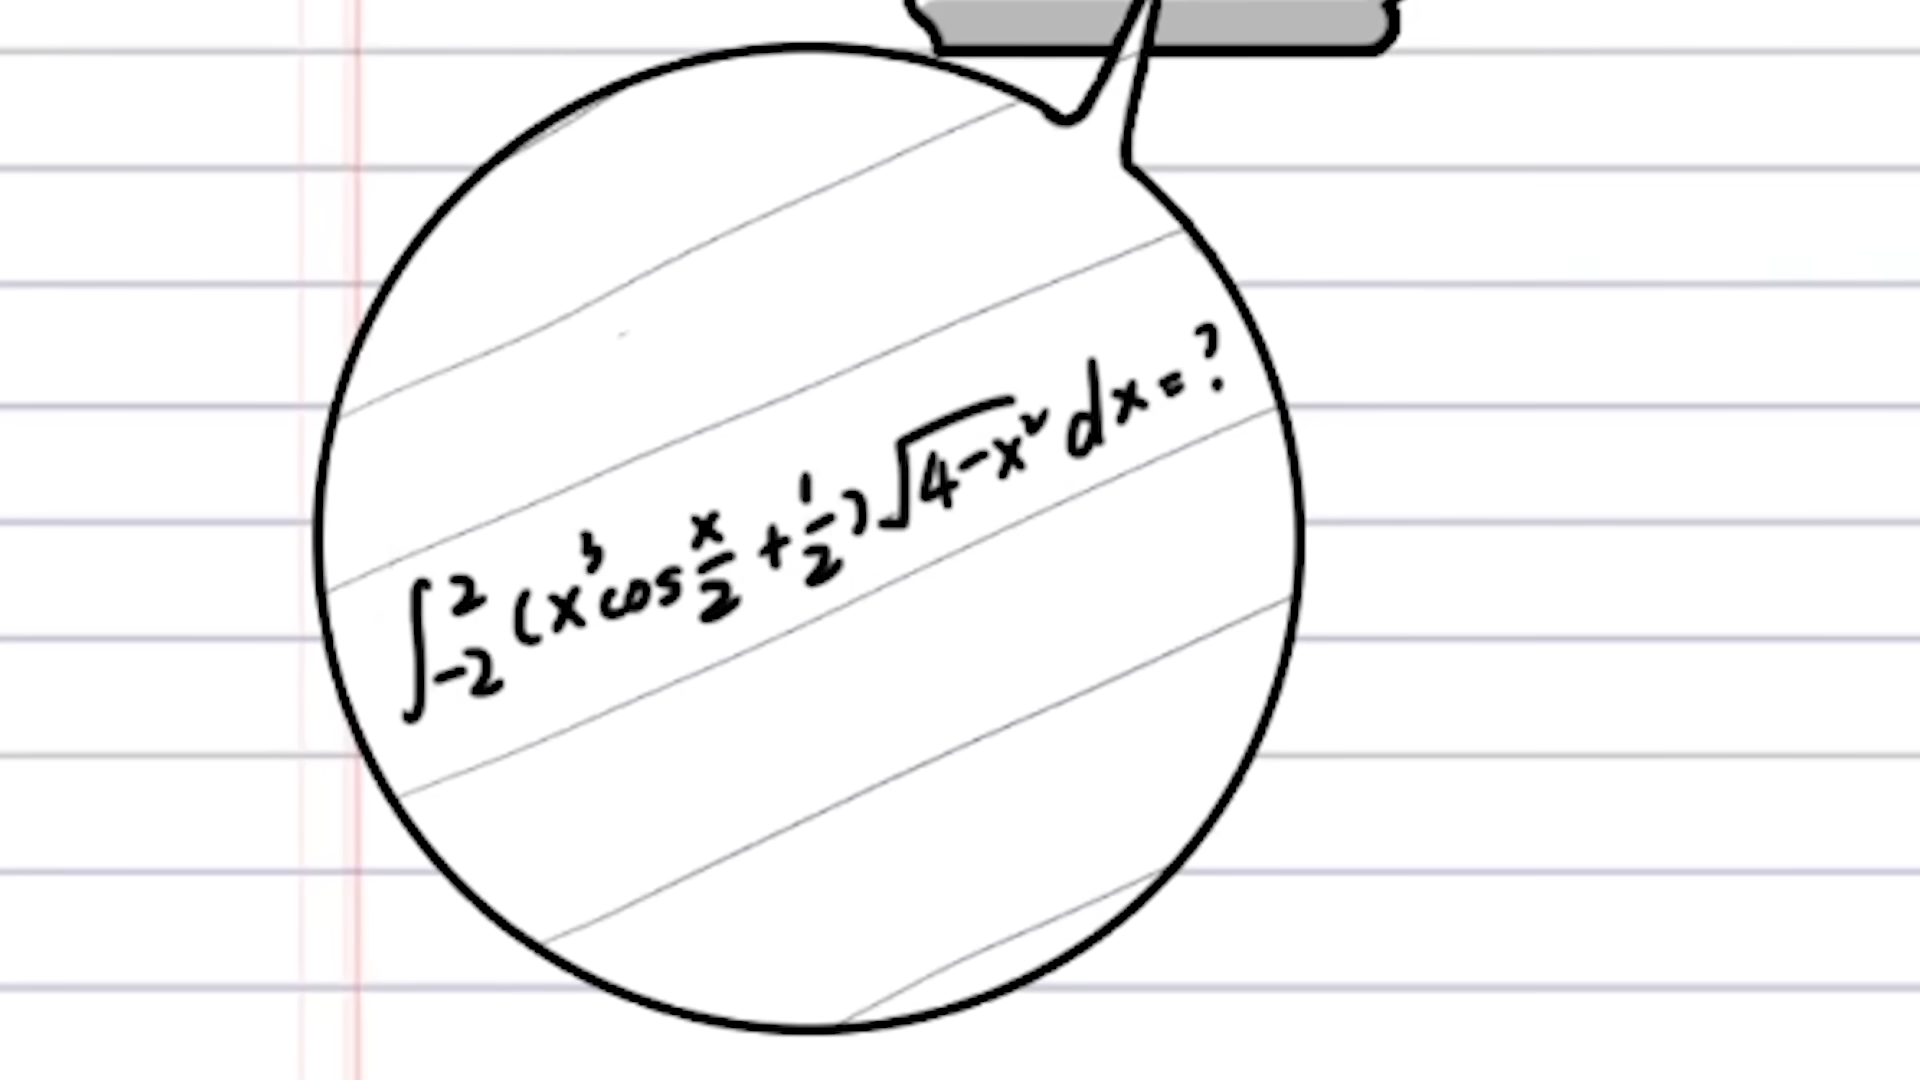 ∫_{-2}^{2} (x³cos x/2 + 1/2)√(4-x²) dx = ?